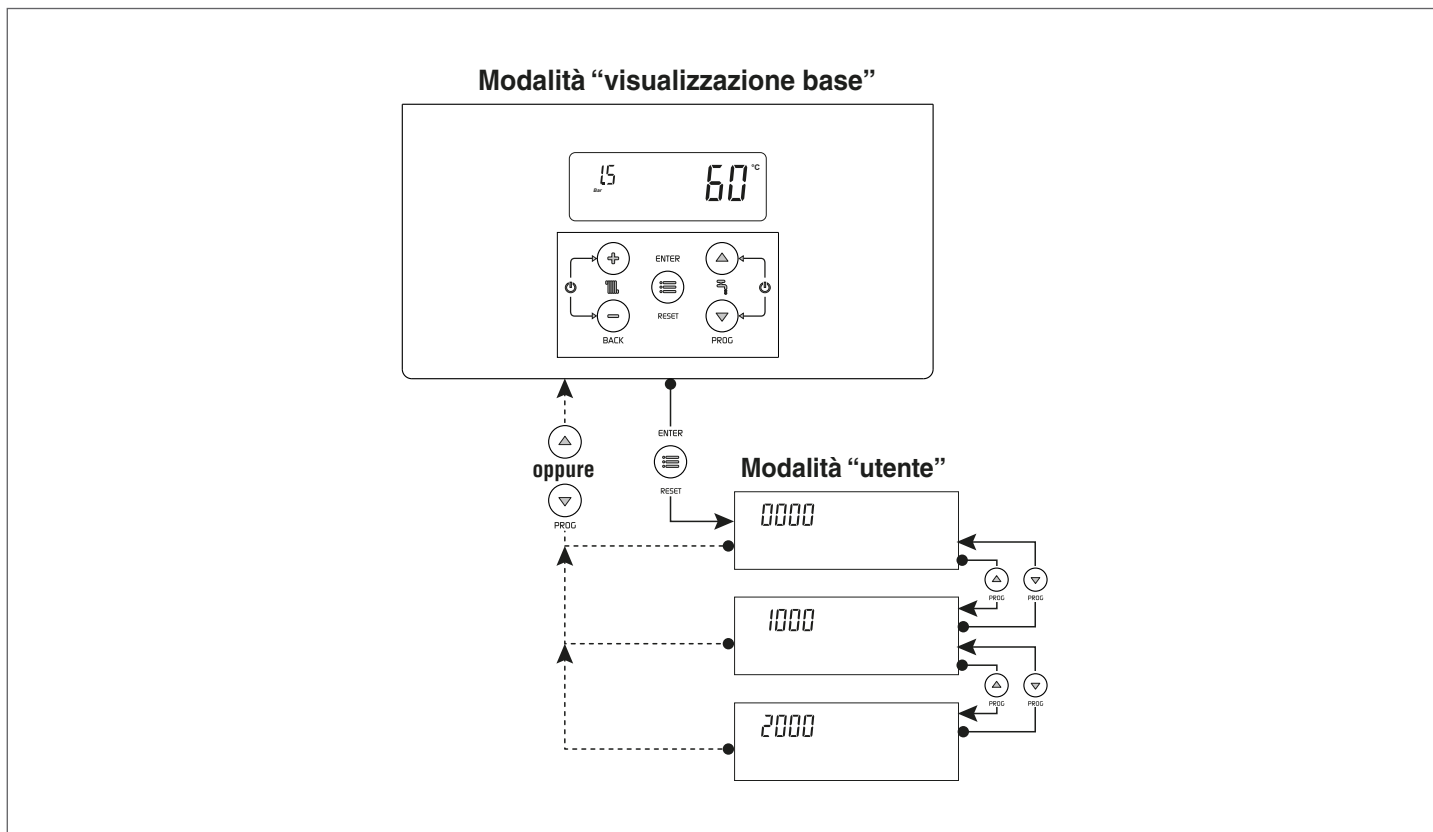 Modalità “visualizzazione base”
1.5 60 °C
Bar
ENTER
RESET
BACK PROG
ENTER
oppure
RESET
PROG
Modalità “utente”
0000
PROG PROG
1000
PROG PROG
2000